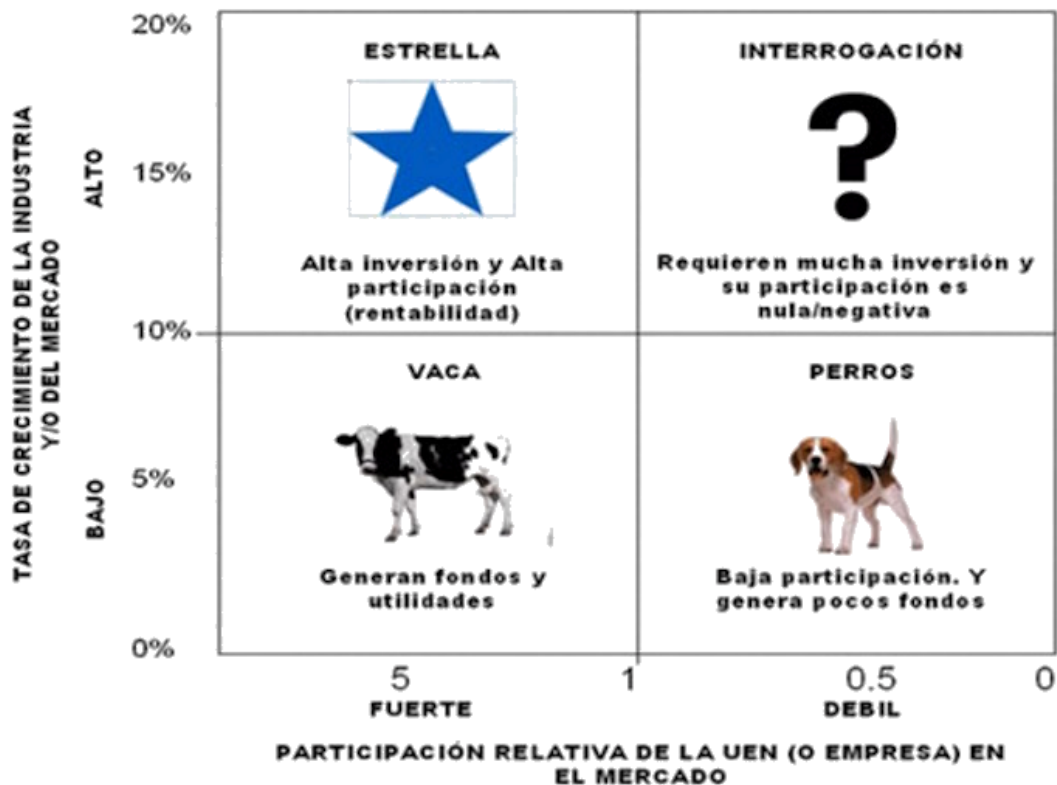 TASA DE CRECIMIENTO DE LA INDUSTRIA
Y/O DEL MERCADO
ALTO
BAJO
20%
15%
10%
5%
0%
ESTRELLA
Alta inversión y Alta
participación
(rentabilidad)
INTERROGACIÓN
?
Requieren mucha inversión y
su participación es
nula/negativa
VACA
Generan fondos y
utilidades
PERROS
Baja participación. Y
genera pocos fondos
5
1
0.5
0
FUERTE
DEBIL
PARTICIPACIÓN RELATIVA DE LA UEN (O EMPRESA) EN
EL MERCADO